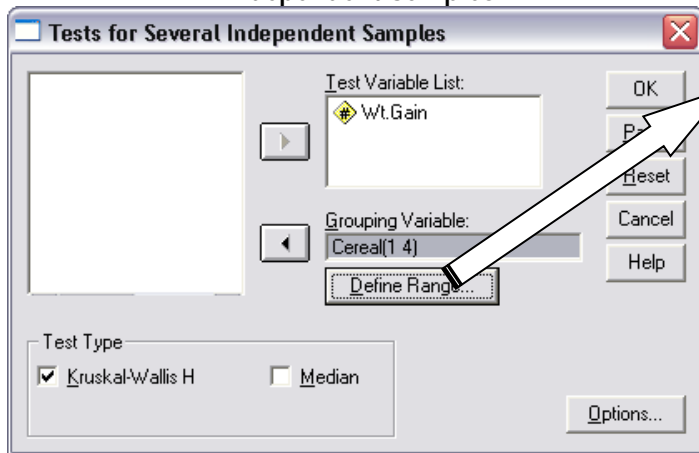 Tests for Several Independent Samples
Test Variable List:
Wt.Gain
Grouping Variable:
Cereal(1 4)
Define Range...
OK
Reset
Cancel
Help
Test Type
Kruskal-Wallis H
Median
Options...